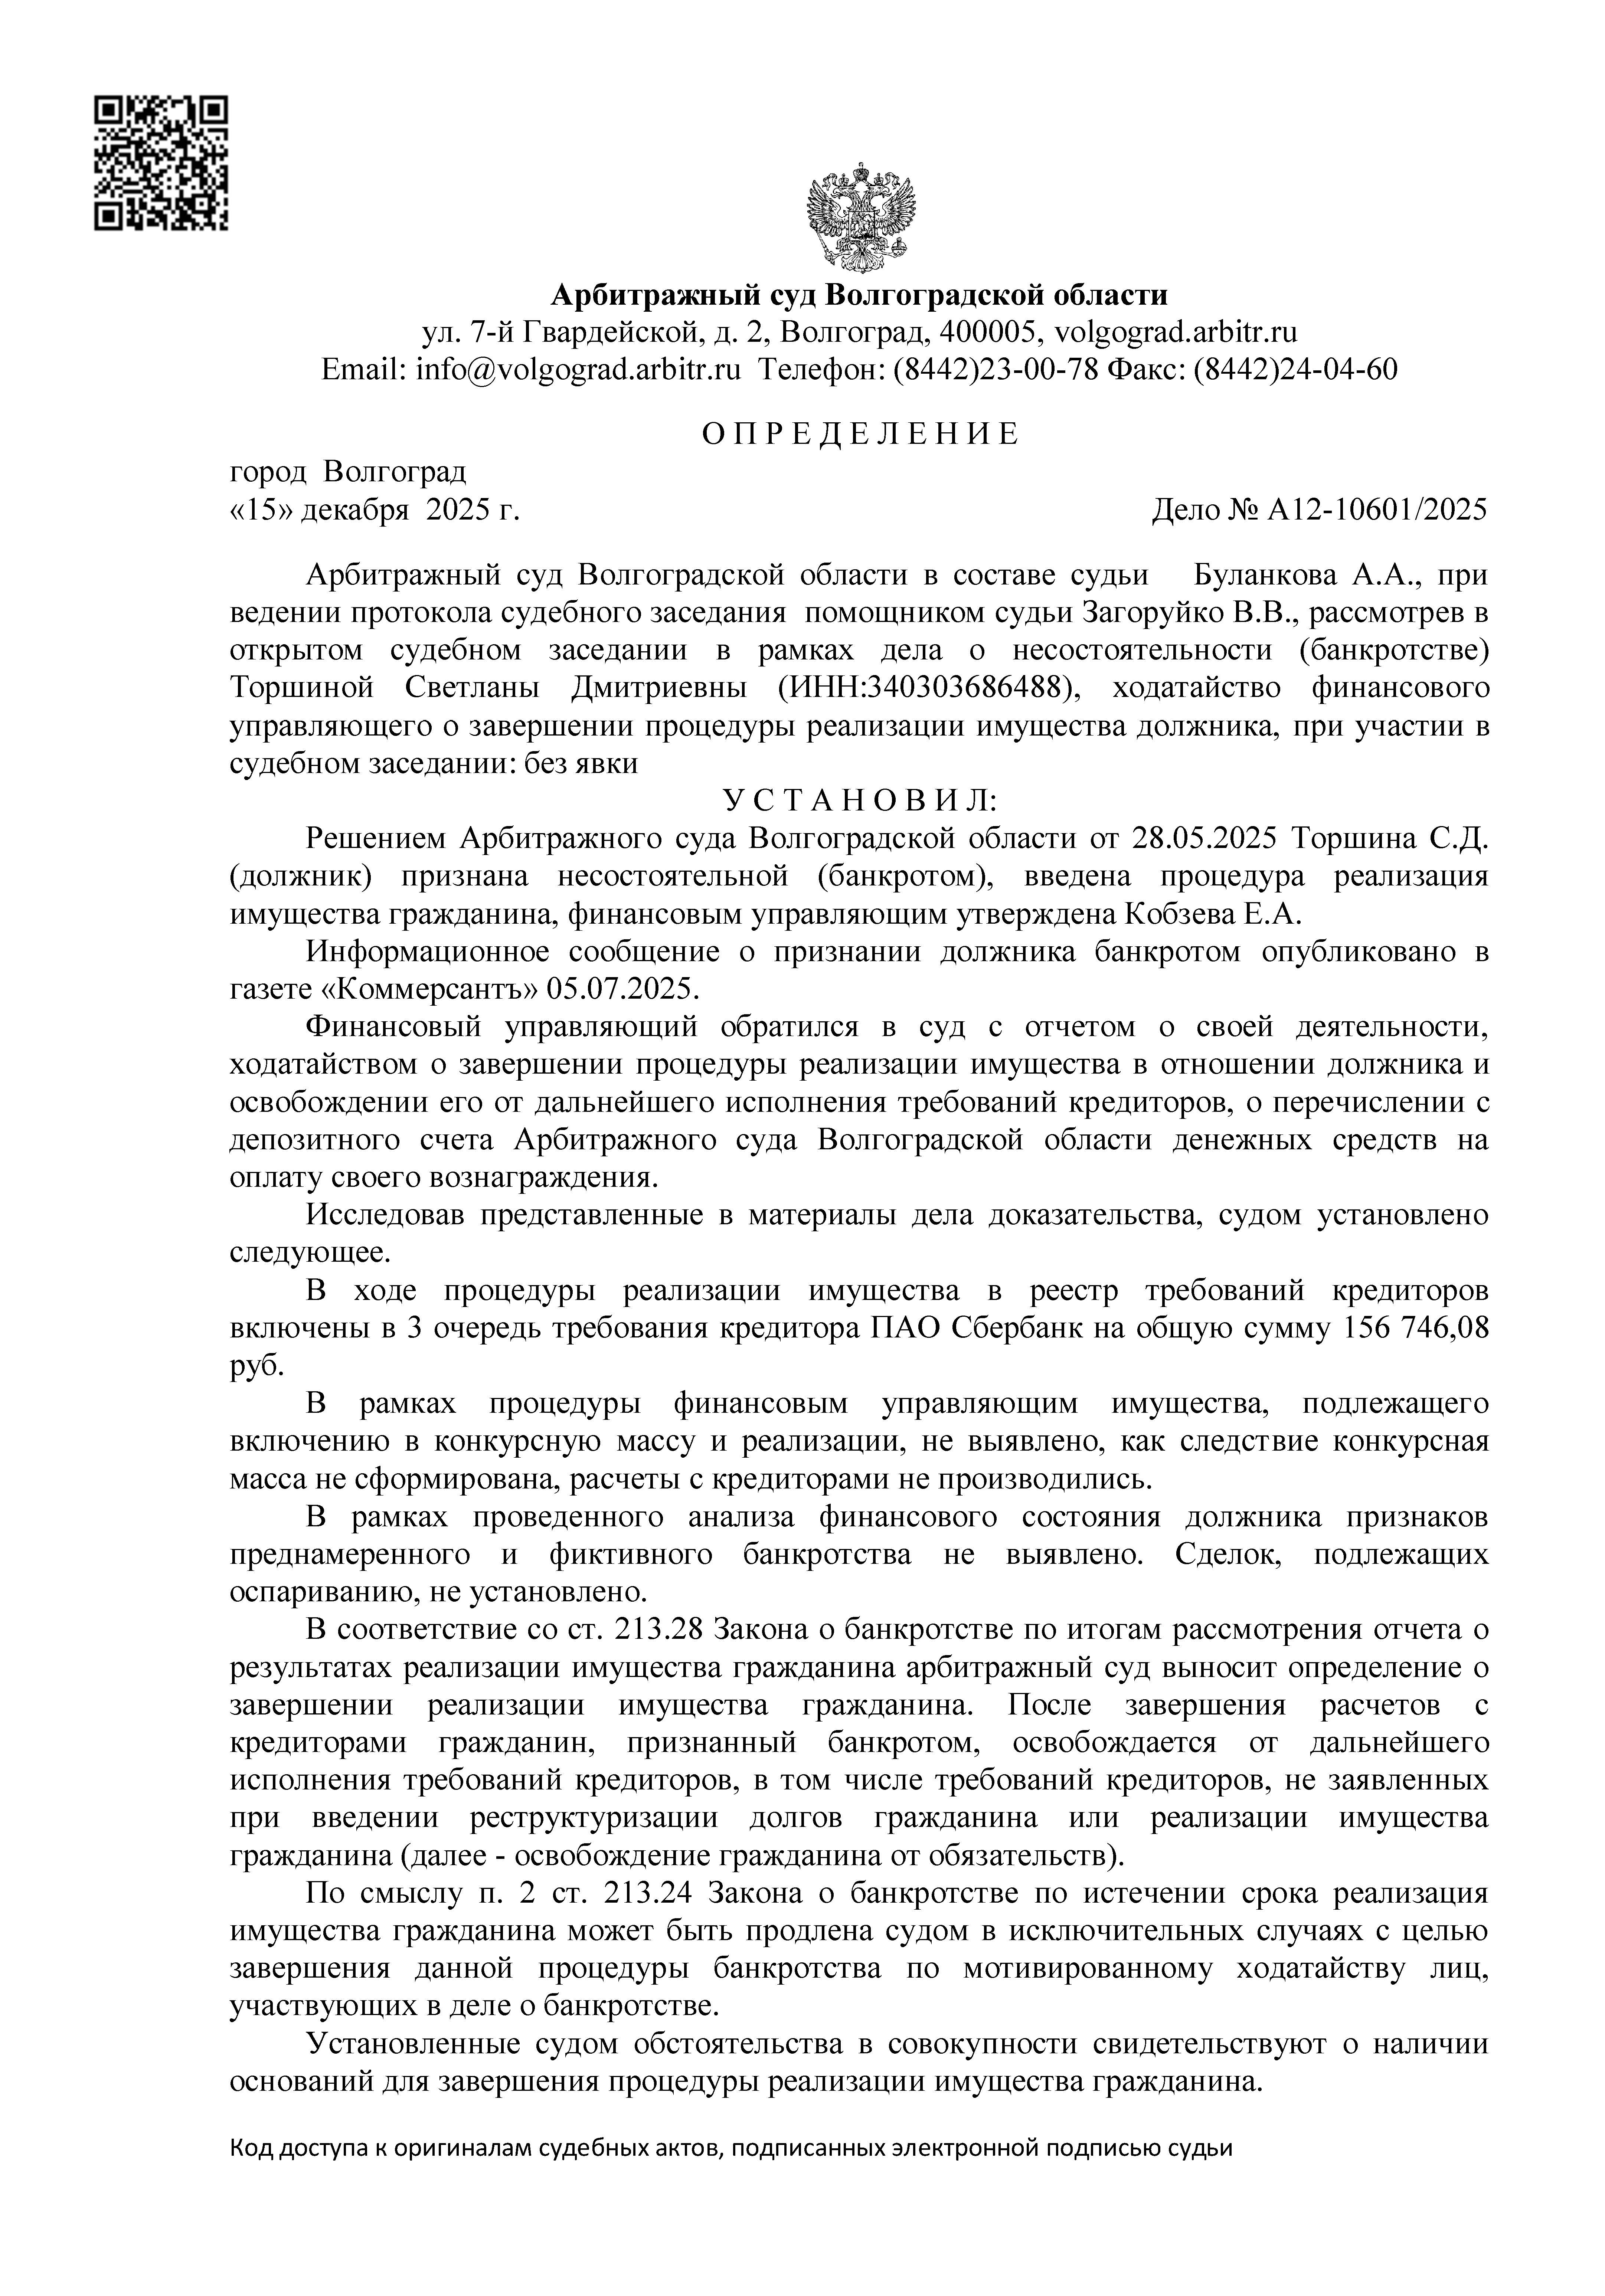 Арбитражный суд Волгоградской области
ул. 7-й Гвардейской, д. 2, Волгоград, 400005, volgograd.arbitr.ru
Email: info@volgograd.arbitr.ru Телефон: (8442)23-00-78 Факс: (8442)24-04-60
О П Р Е Д Е Л Е Н И Е
город Волгоград
«15» декабря 2025 г. Дело № А12-10601/2025
Арбитражный суд Волгоградской области в составе судьи Буланкова А.А., при
ведении протокола судебного заседания помощником судьи Загоруйко В.В., рассмотрев в
открытом судебном заседании в рамках дела о несостоятельности (банкротстве)
Торшиной Светланы Дмитриевны (ИНН:340303686488), ходатайство финансового
управляющего о завершении процедуры реализации имущества должника, при участии в
судебном заседании: без явки
У С Т А Н О В И Л:
Решением Арбитражного суда Волгоградской области от 28.05.2025 Торшина С.Д.
(должник) признана несостоятельной (банкротом), введена процедура реализация
имущества гражданина, финансовым управляющим утверждена Кобзева Е.А.
Информационное сообщение о признании должника банкротом опубликовано в
газете «Коммерсантъ» 05.07.2025.
Финансовый управляющий обратился в суд с отчетом о своей деятельности,
ходатайством о завершении процедуры реализации имущества в отношении должника и
освобождении его от дальнейшего исполнения требований кредиторов, о перечислении с
депозитного счета Арбитражного суда Волгоградской области денежных средств на
оплату своего вознаграждения.
Исследовав представленные в материалы дела доказательства, судом установлено
следующее.
В ходе процедуры реализации имущества в реестр требований кредиторов
включены в 3 очередь требования кредитора ПАО Сбербанк на общую сумму 156 746,08
руб.
В рамках процедуры финансовым управляющим имущества, подлежащего
включению в конкурсную массу и реализации, не выявлено, как следствие конкурсная
масса не сформирована, расчеты с кредиторами не производились.
В рамках проведенного анализа финансового состояния должника признаков
преднамеренного и фиктивного банкротства не выявлено. Сделок, подлежащих
оспариванию, не установлено.
В соответствие со ст. 213.28 Закона о банкротстве по итогам рассмотрения отчета о
результатах реализации имущества гражданина арбитражный суд выносит определение о
завершении реализации имущества гражданина. После завершения расчетов с
кредиторами гражданин, признанный банкротом, освобождается от дальнейшего
исполнения требований кредиторов, в том числе требований кредиторов, не заявленных
при введении реструктуризации долгов гражданина или реализации имущества
гражданина (далее - освобождение гражданина от обязательств).
По смыслу п. 2 ст. 213.24 Закона о банкротстве по истечении срока реализация
имущества гражданина может быть продлена судом в исключительных случаях с целью
завершения данной процедуры банкротства по мотивированному ходатайству лиц,
участвующих в деле о банкротстве.
Установленные судом обстоятельства в совокупности свидетельствуют о наличии
оснований для завершения процедуры реализации имущества гражданина.
Код доступа к оригиналам судебных актов, подписанных электронной подписью судьи